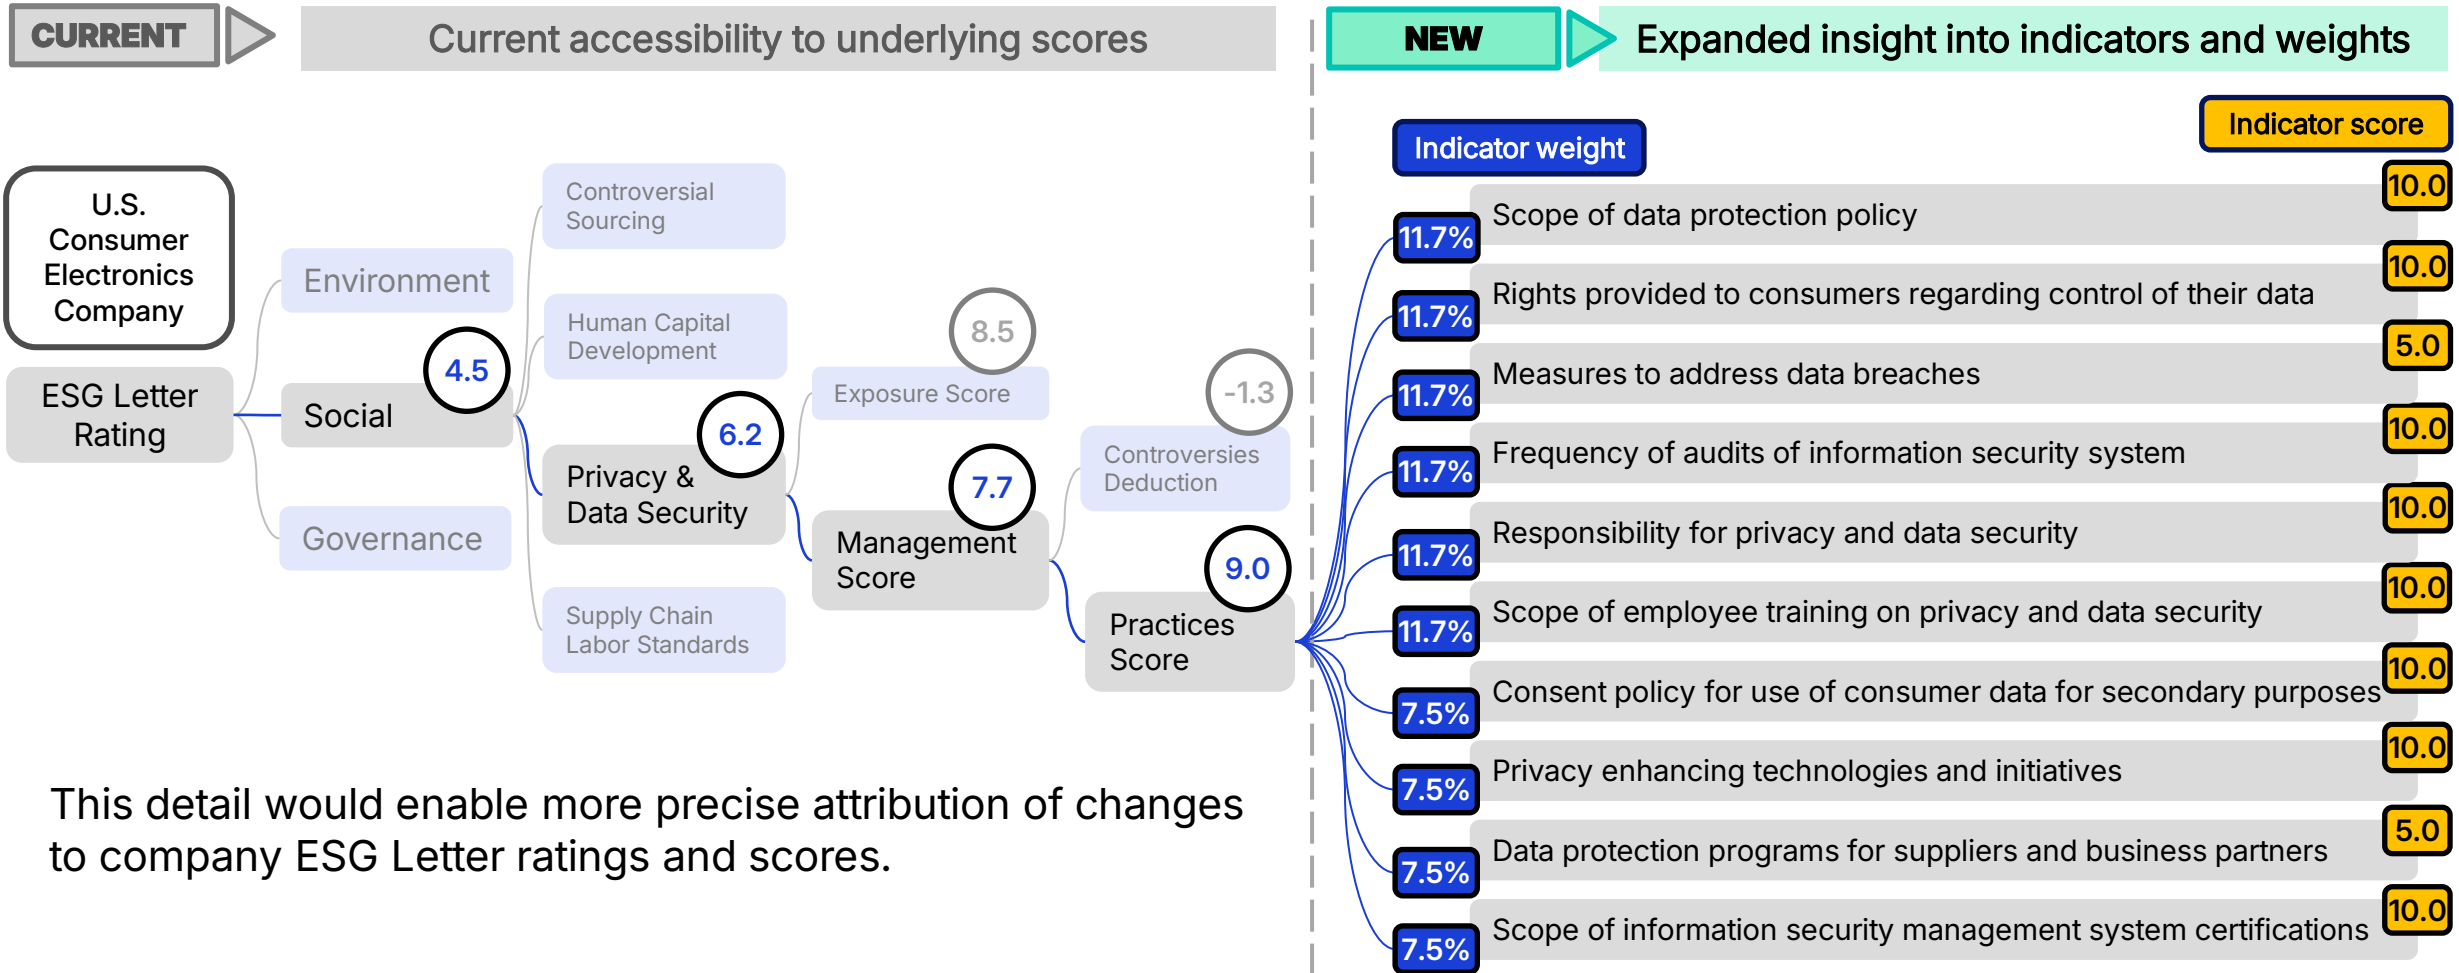 CURRENT
Current accessibility to underlying scores
NEW
Expanded insight into indicators and weights
U.S.
Consumer
Electronics
Company
ESG Letter
Rating
Environment
4.5
Social
Governance
Controversial
Sourcing
Human Capital
Development
6.2
Privacy &
Data Security
Supply Chain
Labor Standards
8.5
Exposure Score
7.7
Management
Score
-1.3
Controversies
Deduction
9.0
Practices
Score
This detail would enable more precise attribution of changes
to company ESG Letter ratings and scores.
Indicator weight
Indicator score
11.7% Scope of data protection policy 10.0
11.7% Rights provided to consumers regarding control of their data 10.0
11.7% Measures to address data breaches 5.0
11.7% Frequency of audits of information security system 10.0
11.7% Responsibility for privacy and data security 10.0
11.7% Scope of employee training on privacy and data security 10.0
7.5% Consent policy for use of consumer data for secondary purposes 10.0
7.5% Privacy enhancing technologies and initiatives 10.0
7.5% Data protection programs for suppliers and business partners 5.0
7.5% Scope of information security management system certifications 10.0